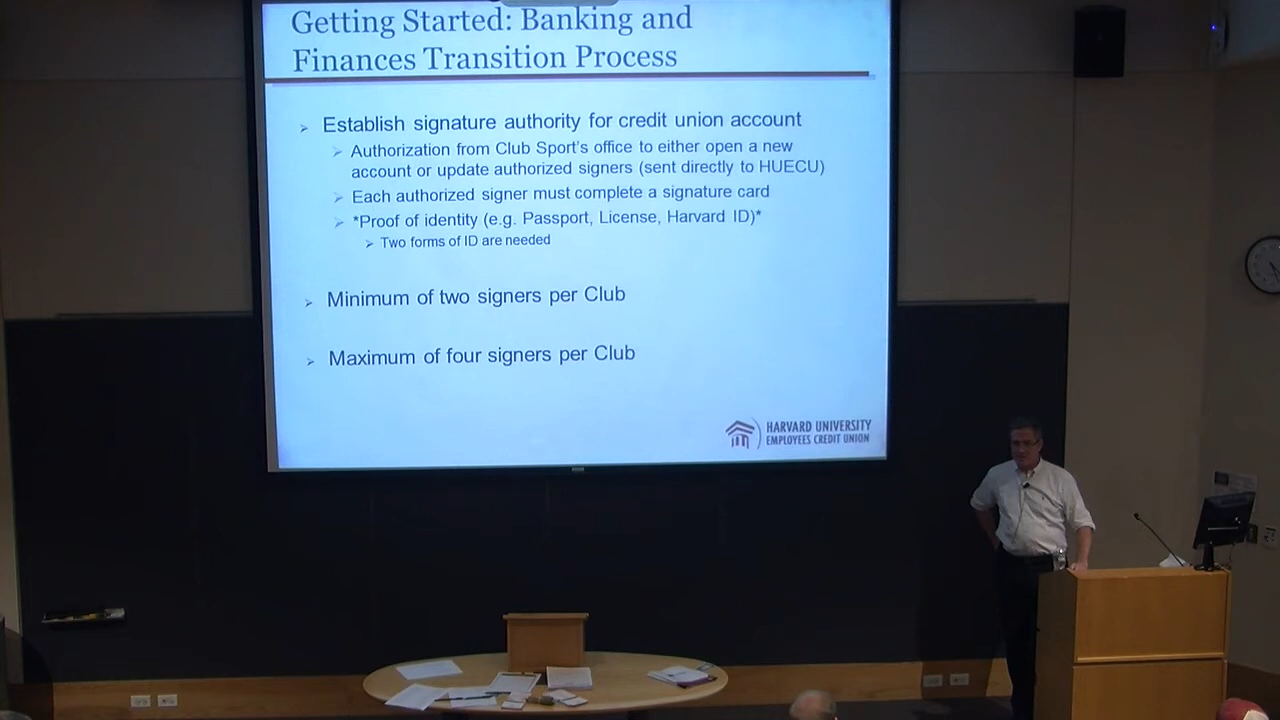 Getting Started: Banking and
Finances Transition Process
Establish signature authority for credit union account
Authorization from Club Sport's office to either open a new
account or update authorized signers (sent directly to HUECU)
Each authorized signer must complete a signature card
*Proof of identity (e.g. Passport, License, Harvard ID)*
Two forms of ID are needed
Minimum of two signers per Club
Maximum of four signers per Club
HARVARD UNIVERSITY
EMPLOYEES CREDIT UNION